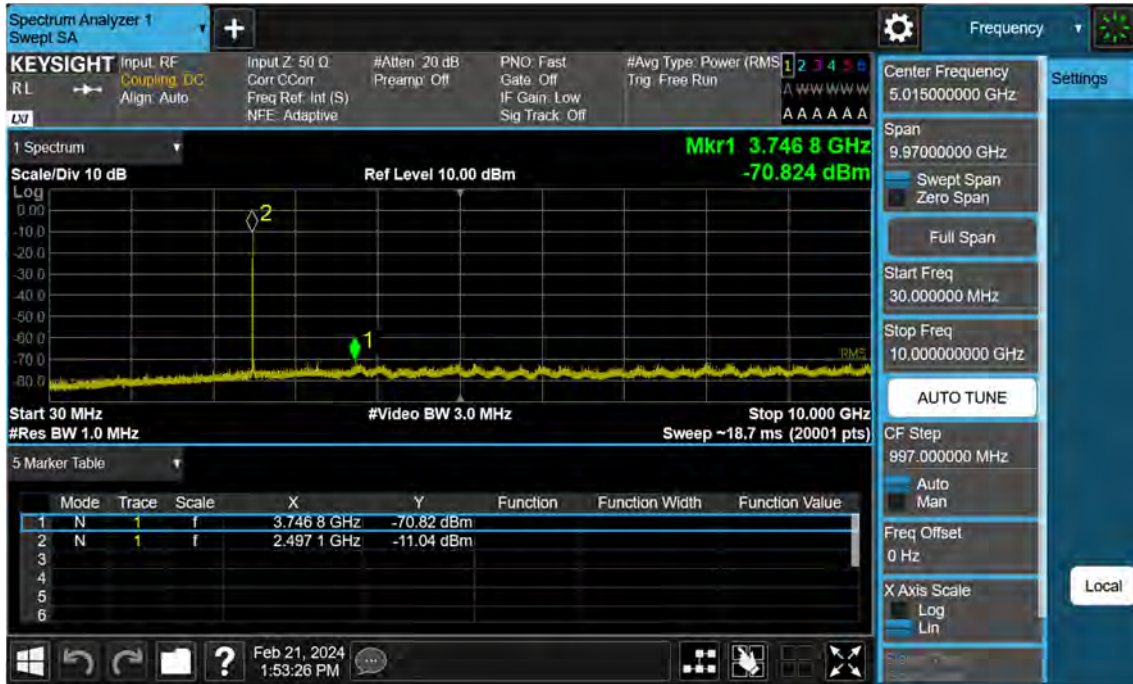 Spectrum Analyzer 1
Swept SA
+
Frequency
KEYSIGHT
RL
LXI
Input: RF
Coupling: DC
Align: Auto
Input Z: 50 Ω
Corr CCorr
Freq Ref: Int (S)
NFE: Adaptive
#Atten: 20 dB
Preamp: Off
PNO: Fast
Gate: Off
IF Gain: Low
Sig Track: Off
#Avg Type: Power (RMS
Trig: Free Run
1 2 3 4 5 6
A W W W W W
A A A A A A
1 Spectrum
Mkr1 3.746 8 GHz
Scale/Div 10 dB
Ref Level 10.00 dBm
-70.824 dBm
Log
0.00
-10.0
-20.0
-30.0
-40.0
-50.0
-60.0
-70.0
-80.0
2
1
RMS
Start 30 MHz
#Video BW 3.0 MHz
Stop 10.000 GHz
#Res BW 1.0 MHz
Sweep ~18.7 ms (20001 pts)
5 Marker Table
Mode Trace Scale X Y Function Function Width Function Value
1 N 1 f 3.746 8 GHz -70.82 dBm
2 N 1 f 2.497 1 GHz -11.04 dBm
3
4
5
6
?
Feb 21, 2024
1:53:26 PM
Center Frequency
5.015000000 GHz
Span
9.97000000 GHz
Swept Span
Zero Span
Full Span
Start Freq
30.000000 MHz
Stop Freq
10.000000000 GHz
AUTO TUNE
CF Step
997.000000 MHz
Auto
Man
Freq Offset
0 Hz
X Axis Scale
Log
Lin
Settings
Local